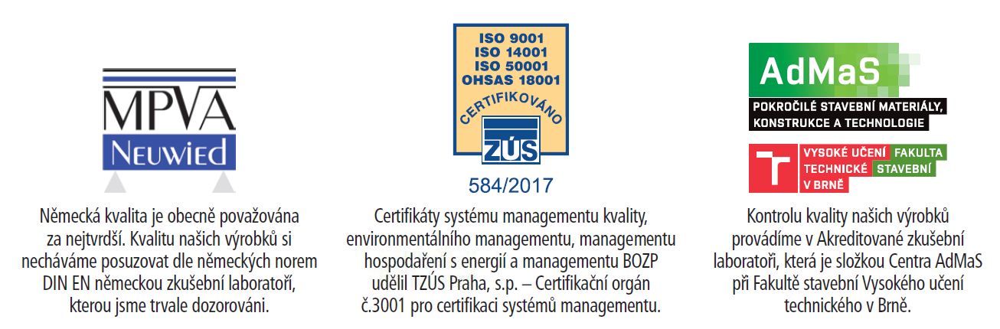 MPVA
NEUWIED
Německá kvalita je obecně považována
za nejtvrdší. Kvalitu našich výrobků si
necháváme posuzovat dle německých norem
DIN EN německou zkušební laboratoří,
kterou jsme trvale dozorováni.
ISO 9001
ISO 14001
ISO 50001
OHSAS 18001
CERTIFIKOVÁNO
ZÚS
584/2017
Certifikáty systému managementu kvality,
environmentálního managementu, managementu
hospodaření s energií a managementu BOZP
udělil TZÚS Praha, s.p. – Certifikační orgán
č.3001 pro certifikaci systémů managementu.
AdMaS
POKROČILÉ STAVEBNÍ MATERIÁLY,
KONSTRUKCE A TECHNOLOGIE
VYSOKÉ UČENÍ FAKULTA
TECHNICKÉ STAVEBNÍ
V BRNĚ
Kontrolu kvality našich výrobků
provádíme v Akreditované zkušební
laboratoři, která je složkou Centra AdMaS
při Fakultě stavební Vysokého učení
technického v Brně.